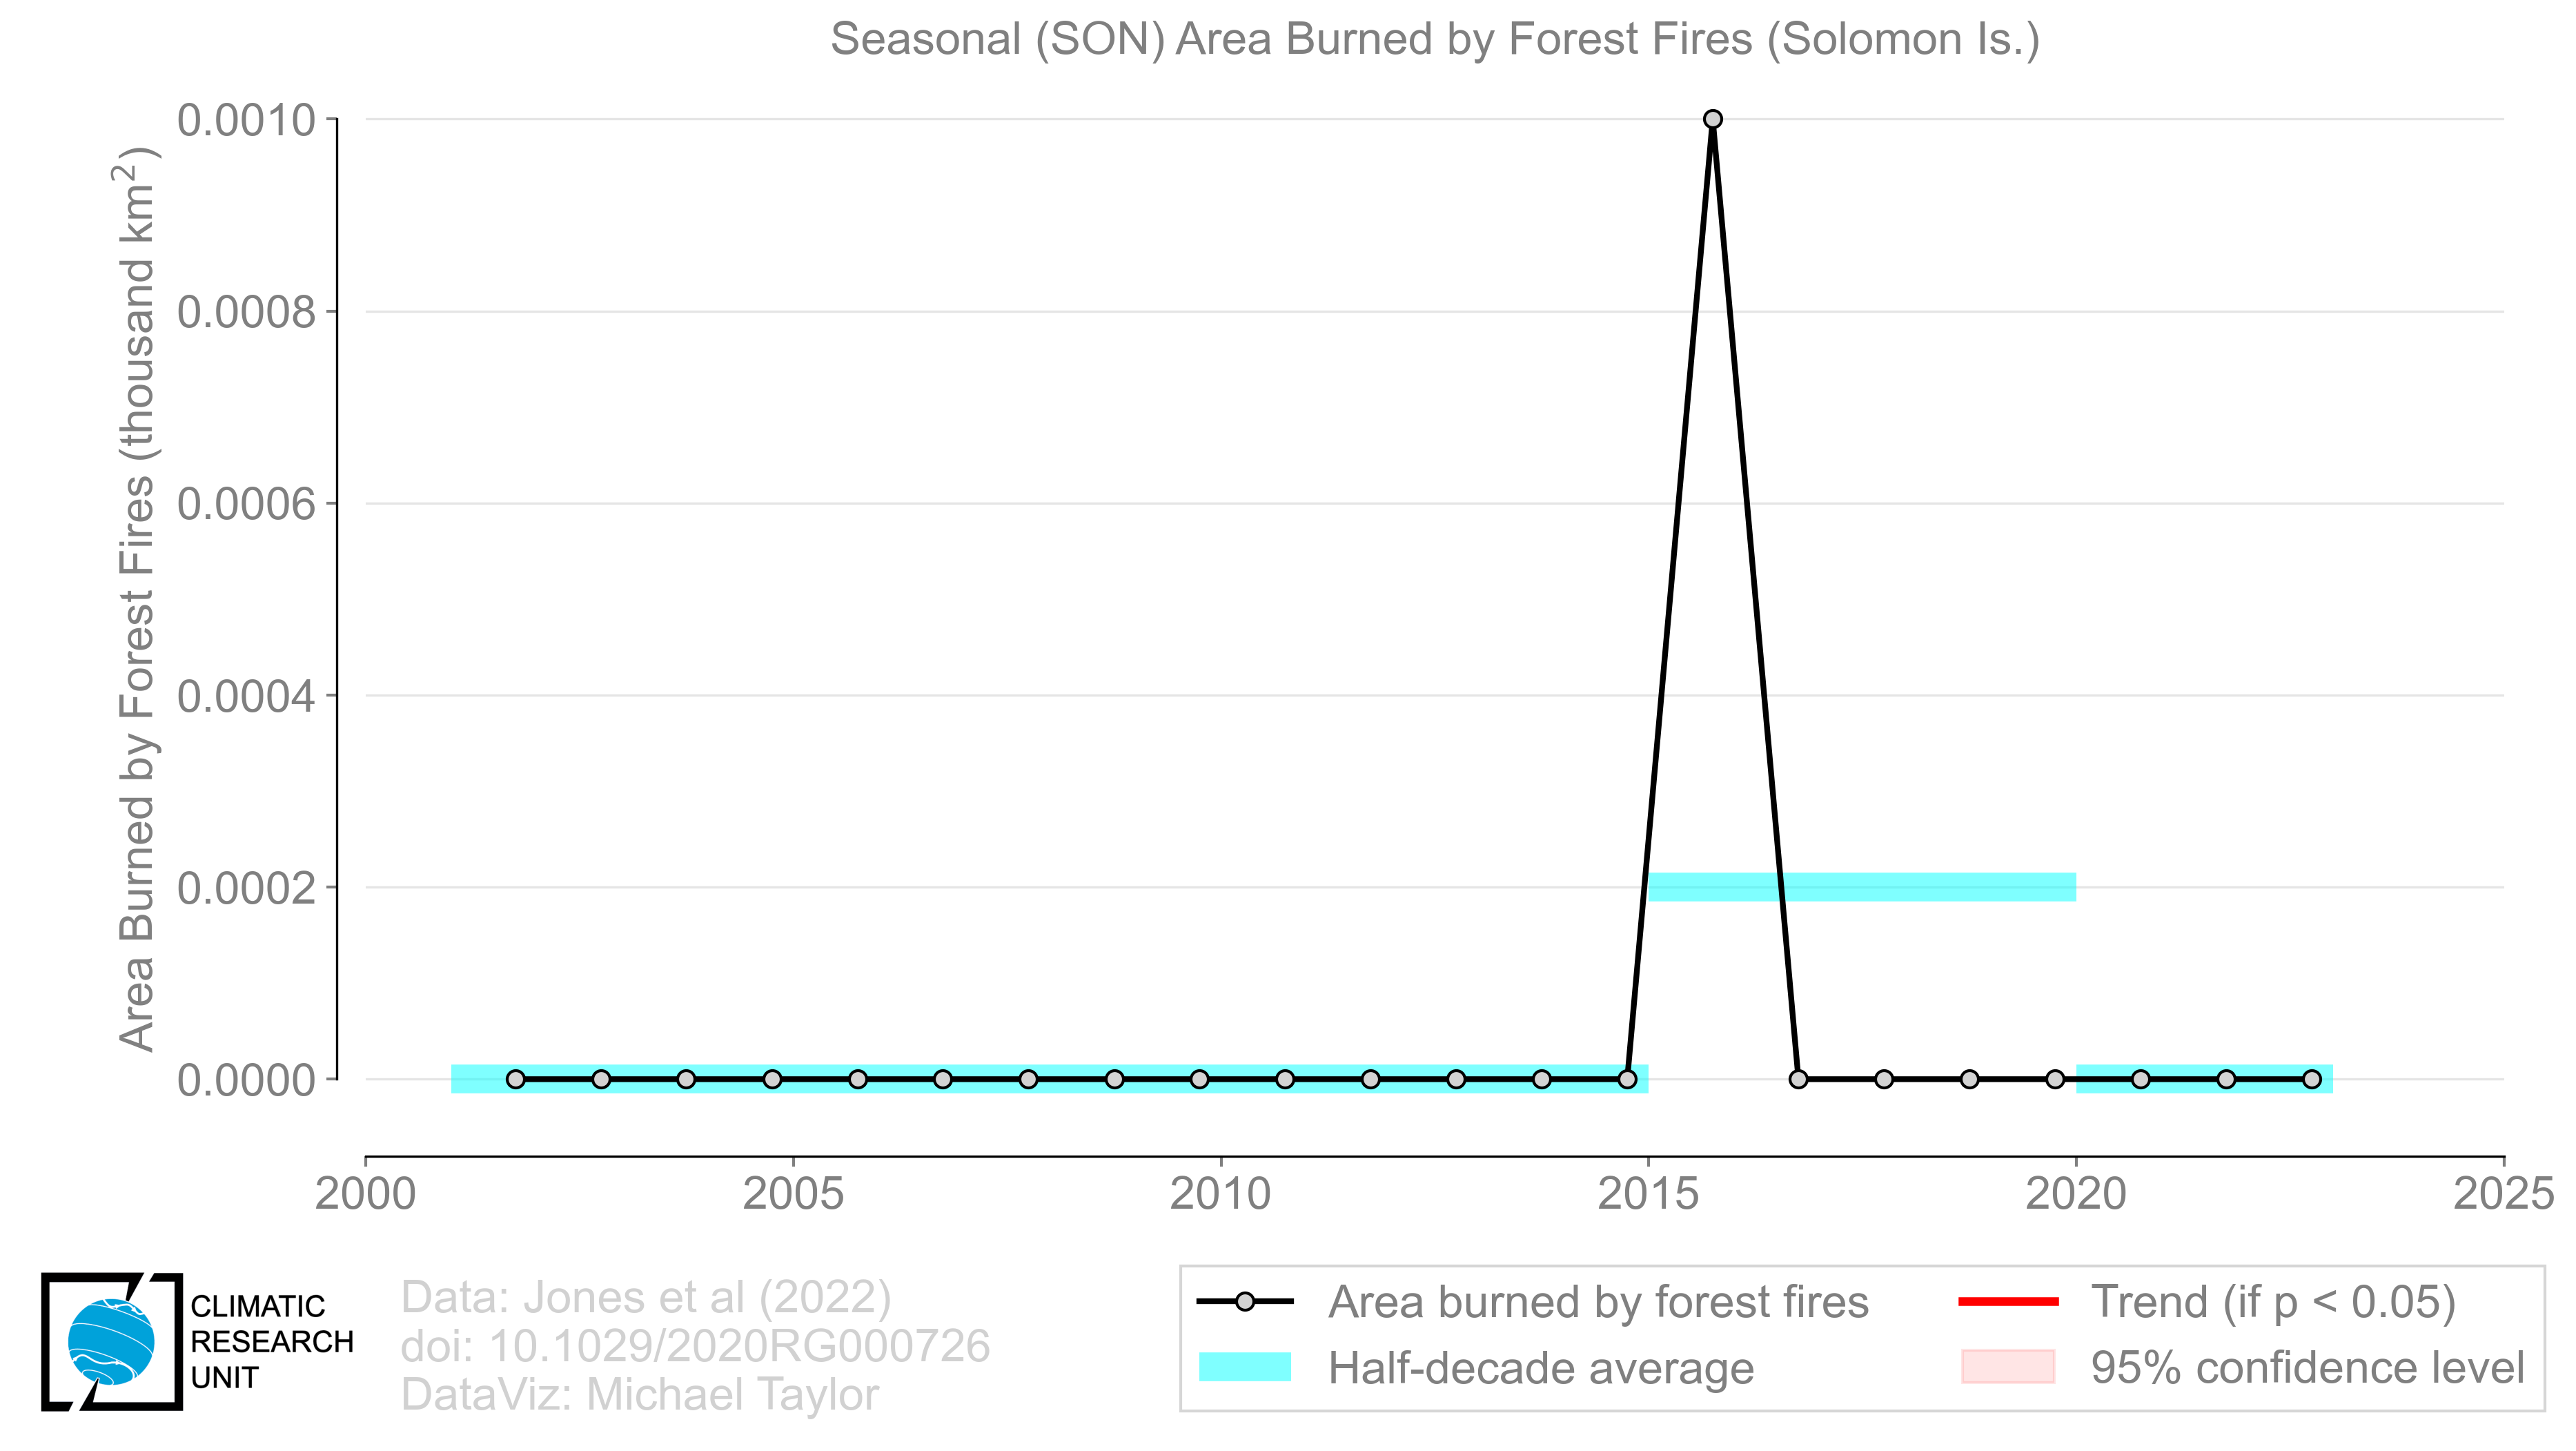 Seasonal (SON) Area Burned by Forest Fires (Solomon Is.)
Area Burned by Forest Fires (thousand km²)
0.0010
0.0008
0.0006
0.0004
0.0002
0.0000
2000 2005 2010 2015 2020 2025
CLIMATIC
RESEARCH
UNIT
Data: Jones et al (2022)
doi: 10.1029/2020RG000726
DataViz: Michael Taylor
Area burned by forest fires
Half-decade average
Trend (if p < 0.05)
95% confidence level